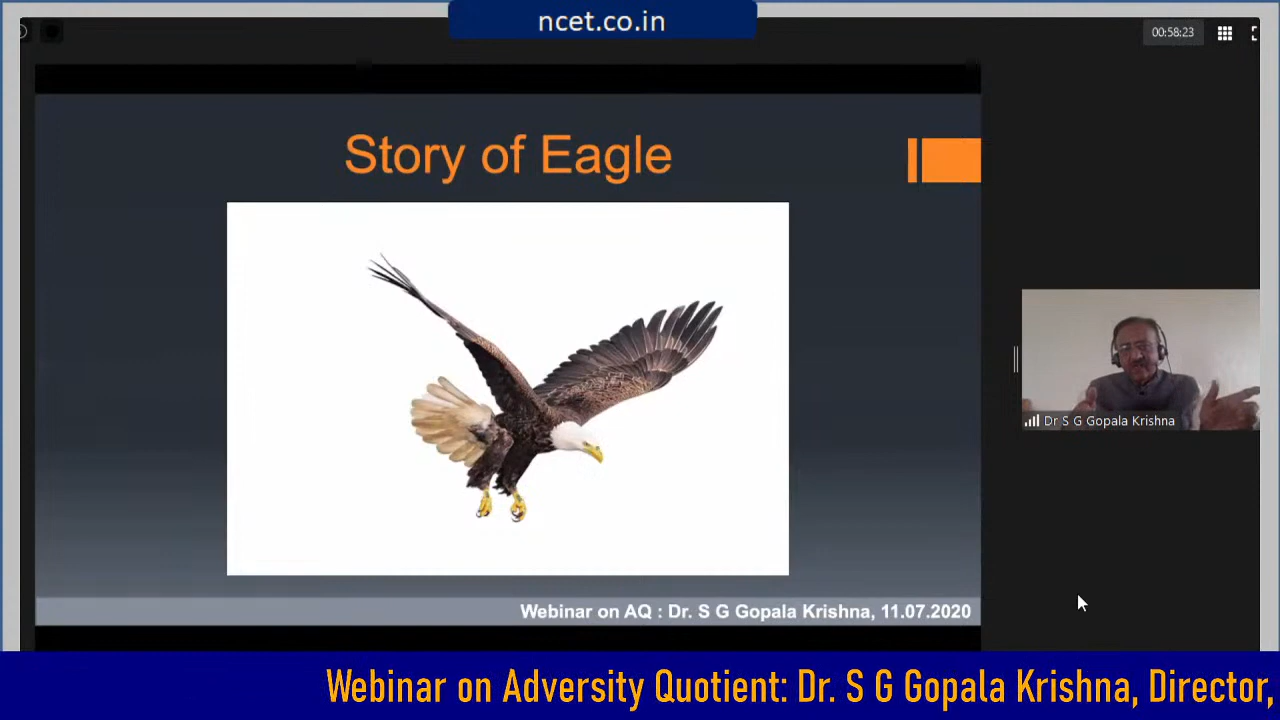 ncet.co.in
00:58:23
Story of Eagle
Dr S G Gopala Krishna
Webinar on AQ : Dr. S G Gopala Krishna, 11.07.2020
Webinar on Adversity Quotient: Dr. S G Gopala Krishna, Director,